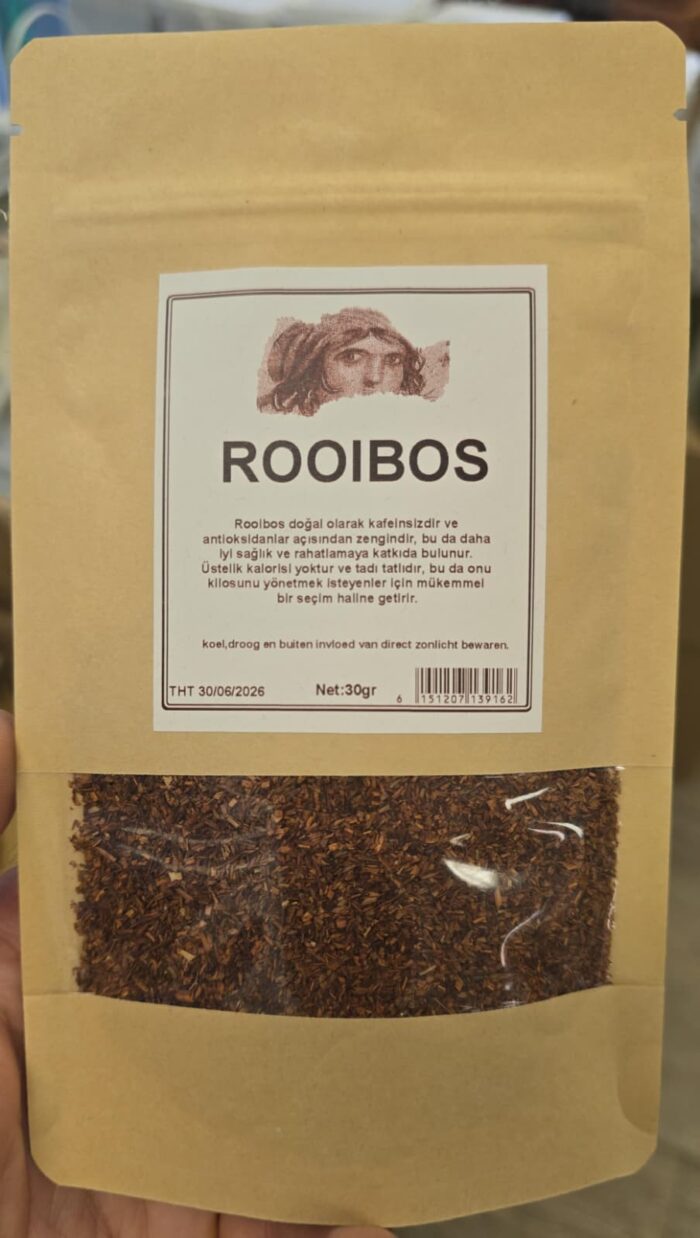 ROOIBOS
Rooibos doğal olarak kafeinsizdir ve
antioksidanlar açısından zengindir, bu da daha
iyi sağlık ve rahatlamaya katkıda bulunur.
Üstelik kalorisi yoktur ve tadı tatlıdır, bu da onu
kilosunu yönetmek isteyenler için mükemmel
bir seçim haline getirir.
koel,droog en buiten invloed van direct zonlicht bewaren.
THT 30/06/2026 Net:30gr
6 151207 139162